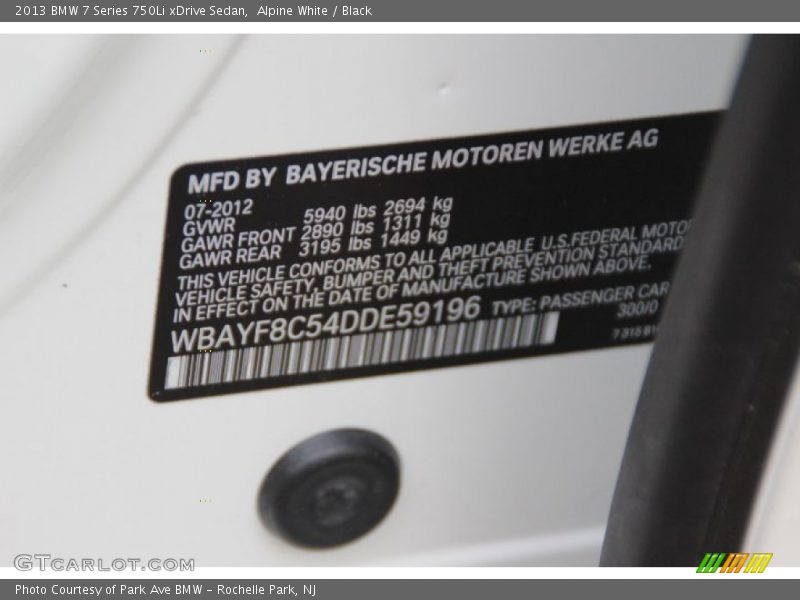 2013 BMW 7 Series 750Li xDrive Sedan, Alpine White / Black
MFD BY BAYERISCHE MOTOREN WERKE AG
07-2012
GVWR 5940 lbs 2694 kg
GAWR FRONT 2890 lbs 1311 kg
GAWR REAR 3195 lbs 1449 kg
THIS VEHICLE CONFORMS TO ALL APPLICABLE U.S.FEDERAL MOTO
VEHICLE SAFETY, BUMPER AND THEFT PREVENTION STANDARD
IN EFFECT ON THE DATE OF MANUFACTURE SHOWN ABOVE.
WBAYF8C54DDE59196 TYPE: PASSENGER CAR
300/0
GTCARLOT.COM
Photo Courtesy of Park Ave BMW - Rochelle Park, NJ